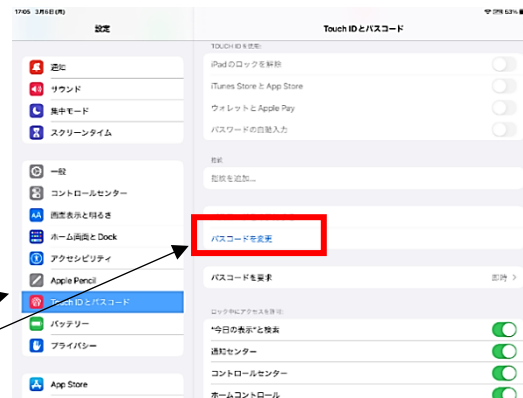 17:05 3月6日(月)
53%
設定
Touch IDとパスコード
通知
サウンド
集中モード
スクリーンタイム
一般
コントロールセンター
画面表示と明るさ
ホーム画面とDock
アクセシビリティ
Apple Pencil
Touch IDとパスコード
バッテリー
プライバシー
App Store
TOUCH IDを使用:
iPadのロックを解除
iTunes StoreとApp Store
ウォレットとApple Pay
パスワードの自動入力
指紋
指紋を追加...
パスコードを変更
パスコードを要求
即時
ロック中にアクセスを許可:
"今日の表示"と検索
通知センター
コントロールセンター
ホームコントロール